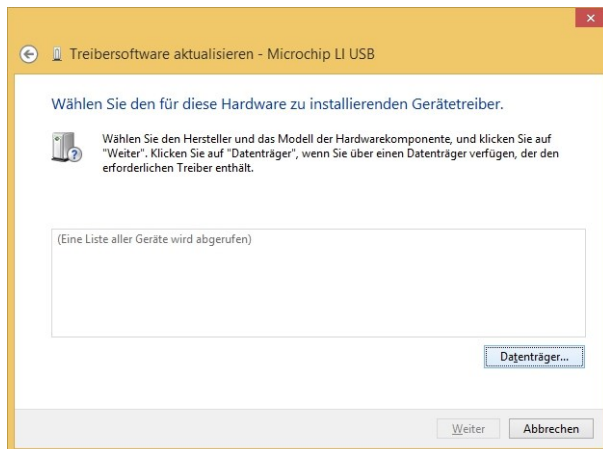 Treibersoftware aktualisieren - Microchip LI USB
Wählen Sie den für diese Hardware zu installierenden Gerätetreiber.
Wählen Sie den Hersteller und das Modell der Hardwarekomponente, und klicken Sie auf
"Weiter". Klicken Sie auf "Datenträger", wenn Sie über einen Datenträger verfügen, der den
erforderlichen Treiber enthält.
(Eine Liste aller Geräte wird abgerufen)
Datenträger...
Weiter
Abbrechen